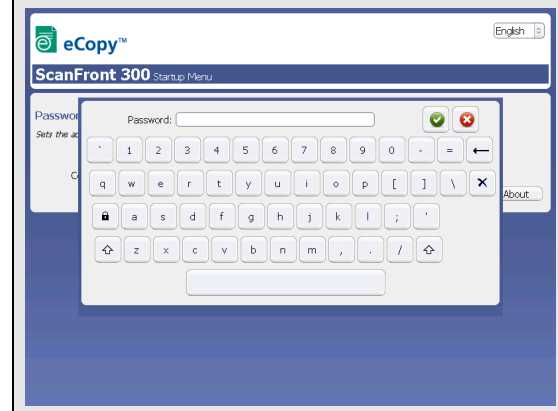 English
eCopy™
ScanFront 300 Startup Menu
Passwor
Sets the ac
Password:
` 1 2 3 4 5 6 7 8 9 0 - =
q w e r t y u i o p [ ] \
a s d f g h j k l ; '
z x c v b n m , . /
Co
About